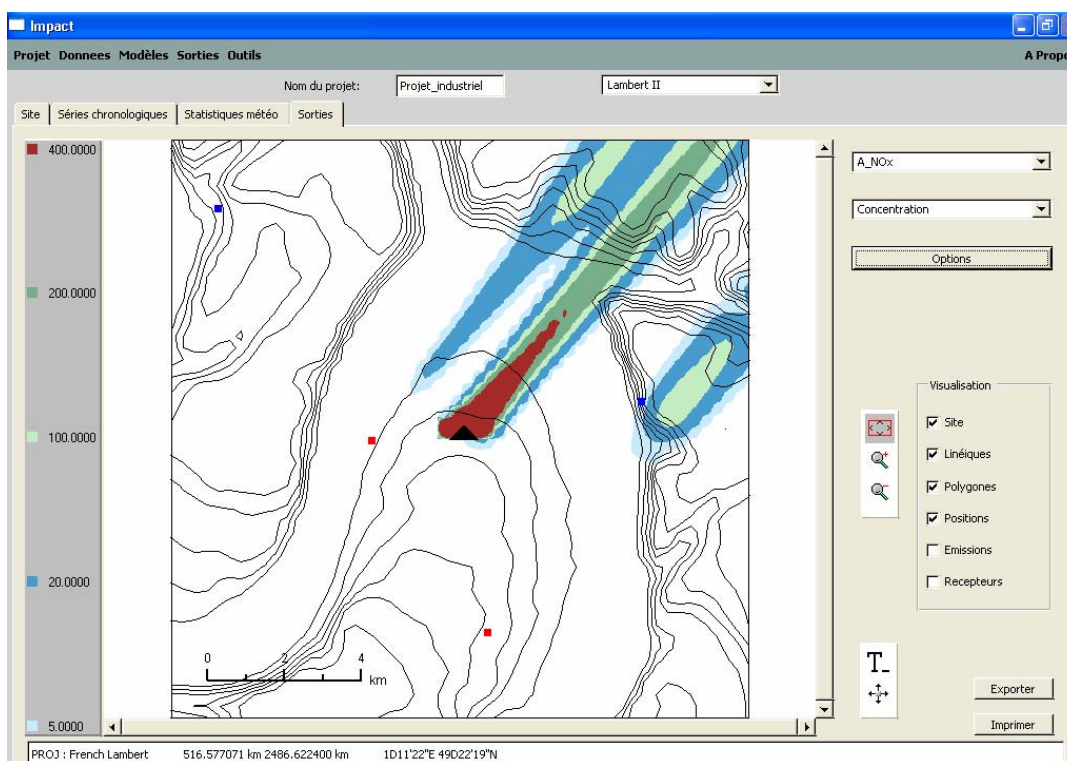 Impact
Projet Donnees Modèles Sorties Outils
A Propo
Nom du projet: Projet_industriel Lambert II
Site Séries chronologiques Statistiques météo Sorties
400.0000
200.0000
100.0000
20.0000
5.0000
0 2 4
km
A_NOx
Concentration
Options
Visualisation
Site
Linéiques
Polygones
Positions
Emissions
Recepteurs
T_
Exporter
Imprimer
PROJ : French Lambert 516.577071 km 2486.622400 km 1D11'22"E 49D22'19"N